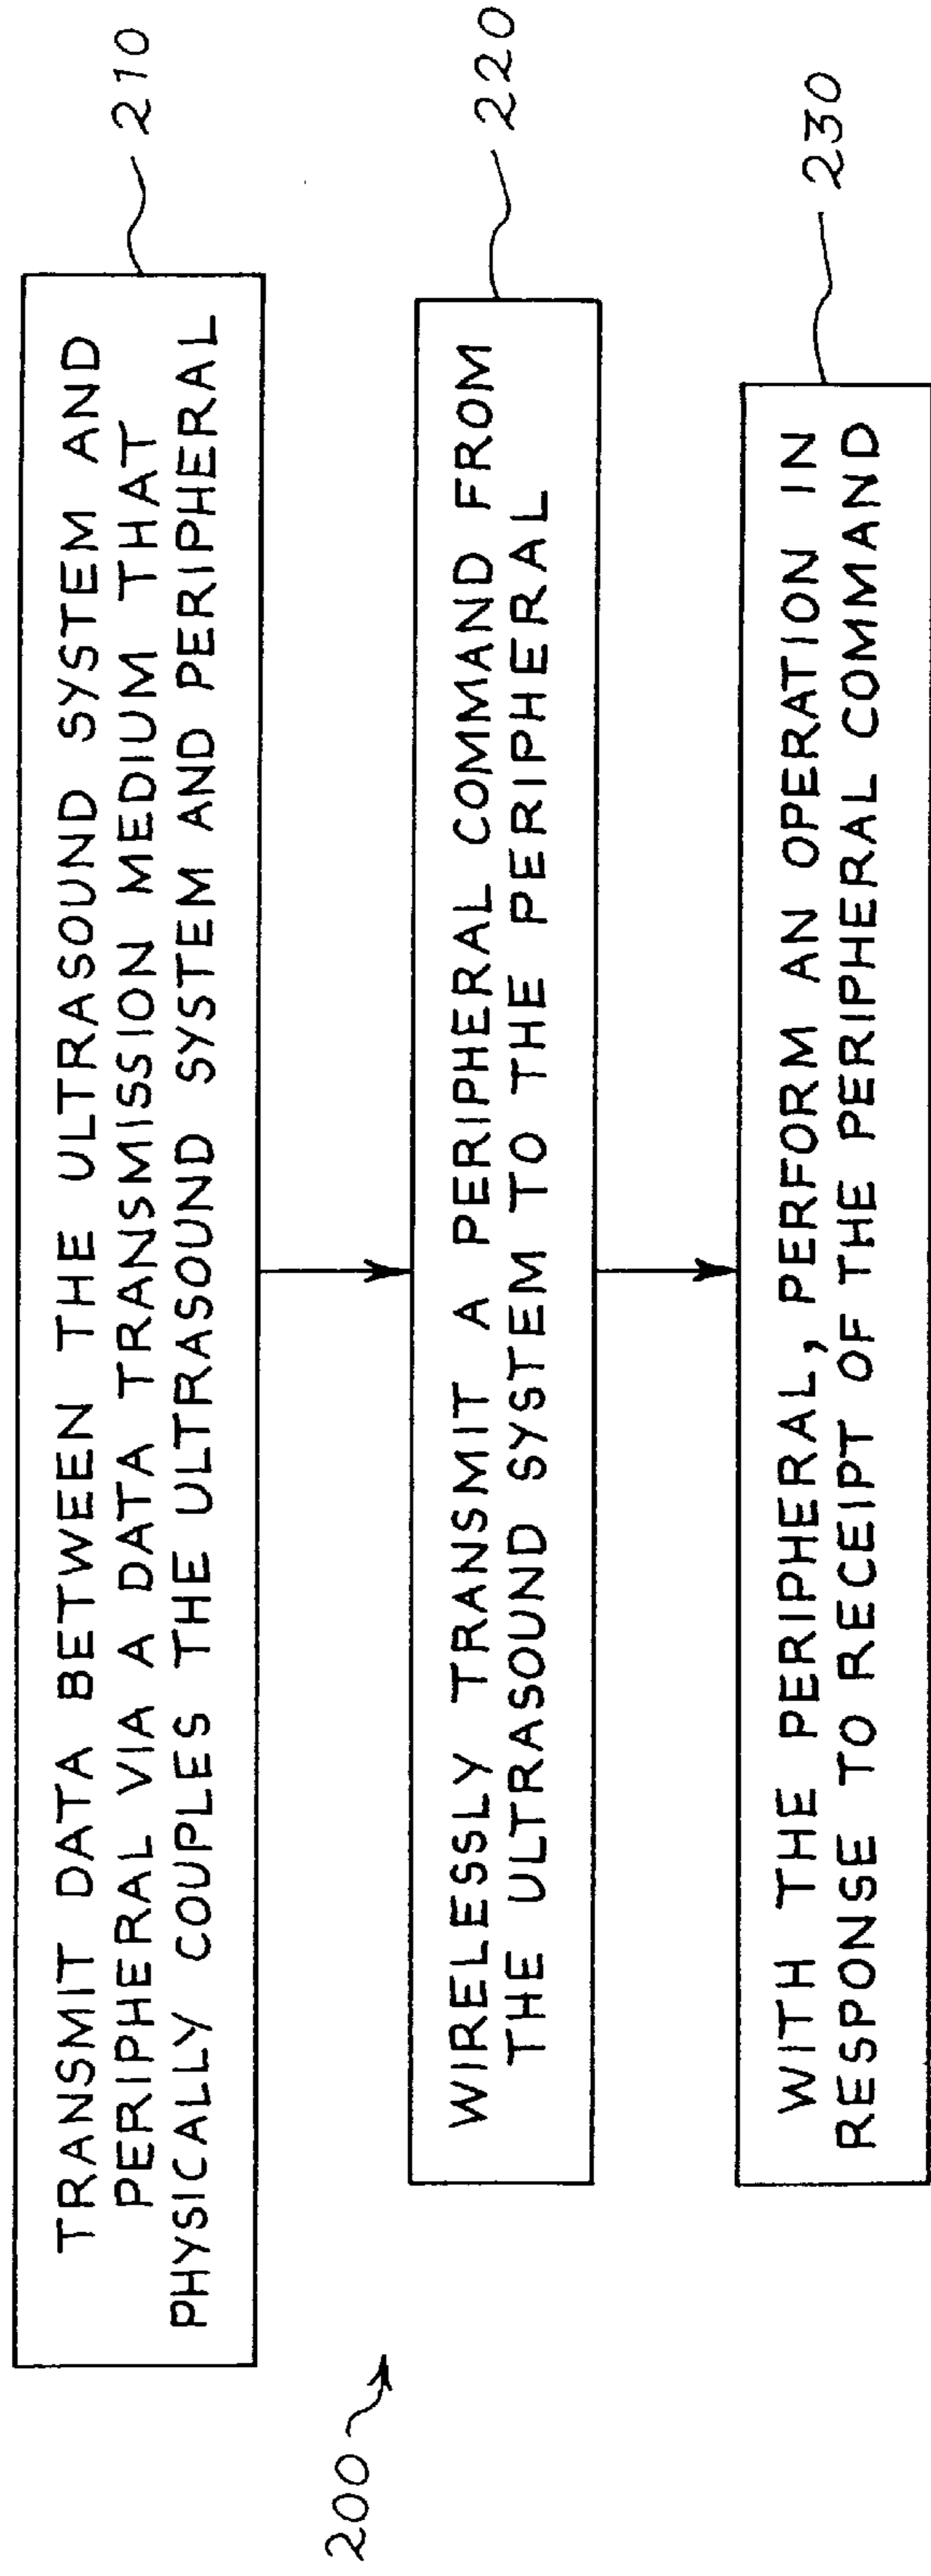 200
TRANSMIT DATA BETWEEN THE ULTRASOUND SYSTEM AND
PERIPHERAL VIA A DATA TRANSMISSION MEDIUM THAT
PHYSICALLY COUPLES THE ULTRASOUND SYSTEM AND PERIPHERAL
210
WIRELESSLY TRANSMIT A PERIPHERAL COMMAND FROM
THE ULTRASOUND SYSTEM TO THE PERIPHERAL
220
WITH THE PERIPHERAL, PERFORM AN OPERATION IN
RESPONSE TO RECEIPT OF THE PERIPHERAL COMMAND
230